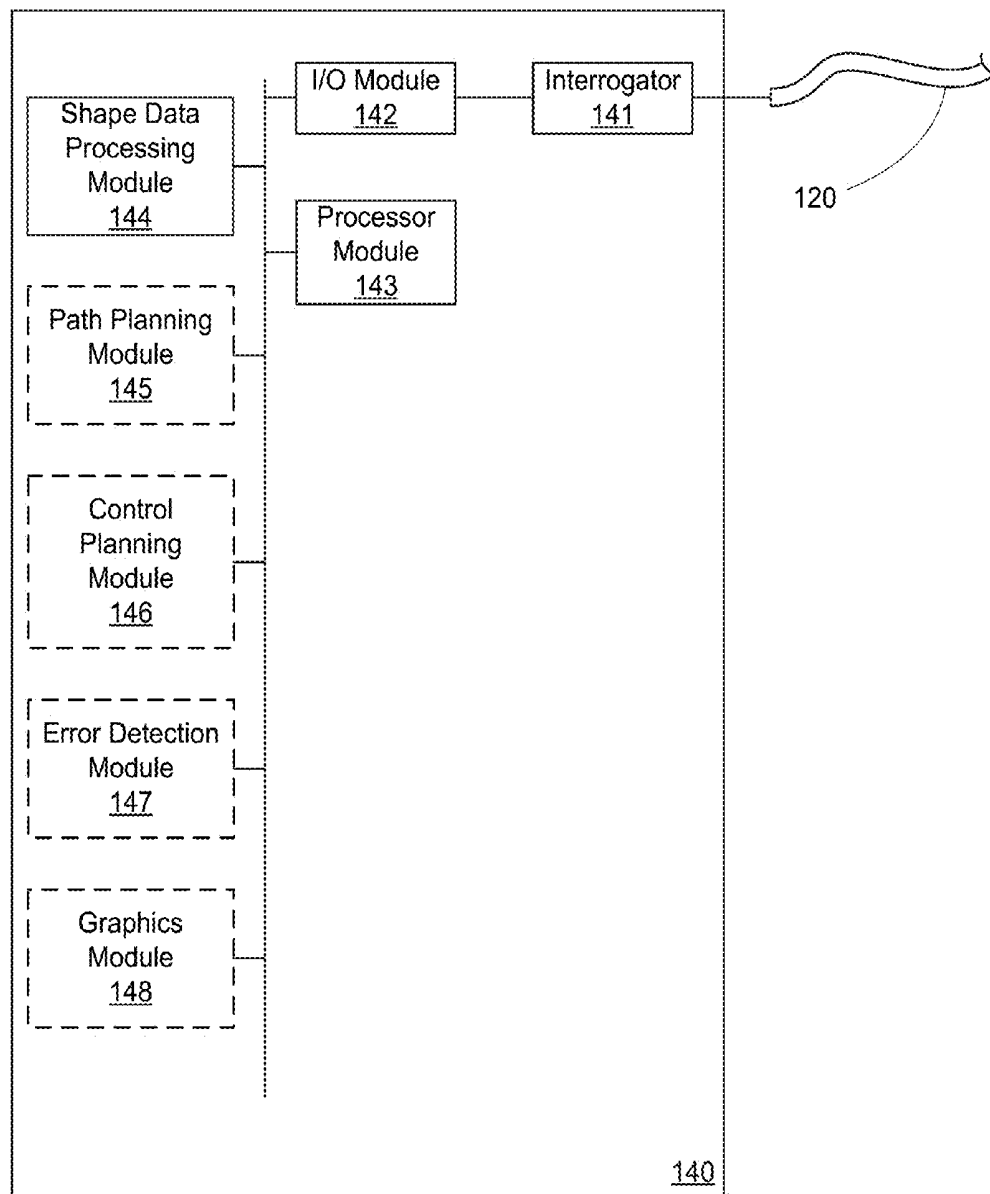 I/O Module
142
Interrogator
141
Shape Data
Processing
Module
144
120
Processor
Module
143
Path Planning
Module
145
Control
Planning
Module
146
Error Detection
Module
147
Graphics
Module
148
140